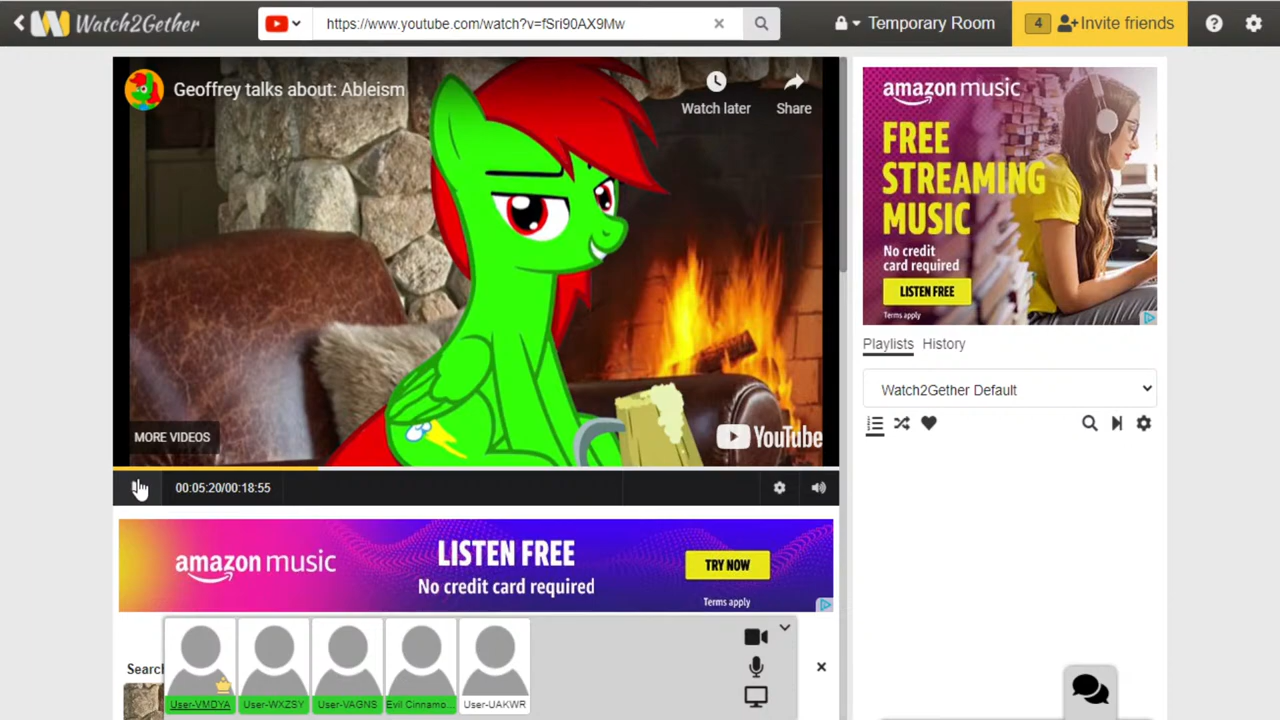 Watch2Gether
https://www.youtube.com/watch?v=fSri90AX9Mw
Temporary Room
4 Invite friends
Geoffrey talks about: Ableism
Watch later
Share
MORE VIDEOS
YouTube
00:05:20/00:18:55
amazon music
LISTEN FREE
No credit card required
TRY NOW
Terms apply
Search
User-VMDYA
User-WXZSY
User-VAGNS
Evil Cinnamo...
User-UAKWR
amazon music
FREE
STREAMING
MUSIC
No credit
card required
LISTEN FREE
Terms apply
Playlists History
Watch2Gether Default